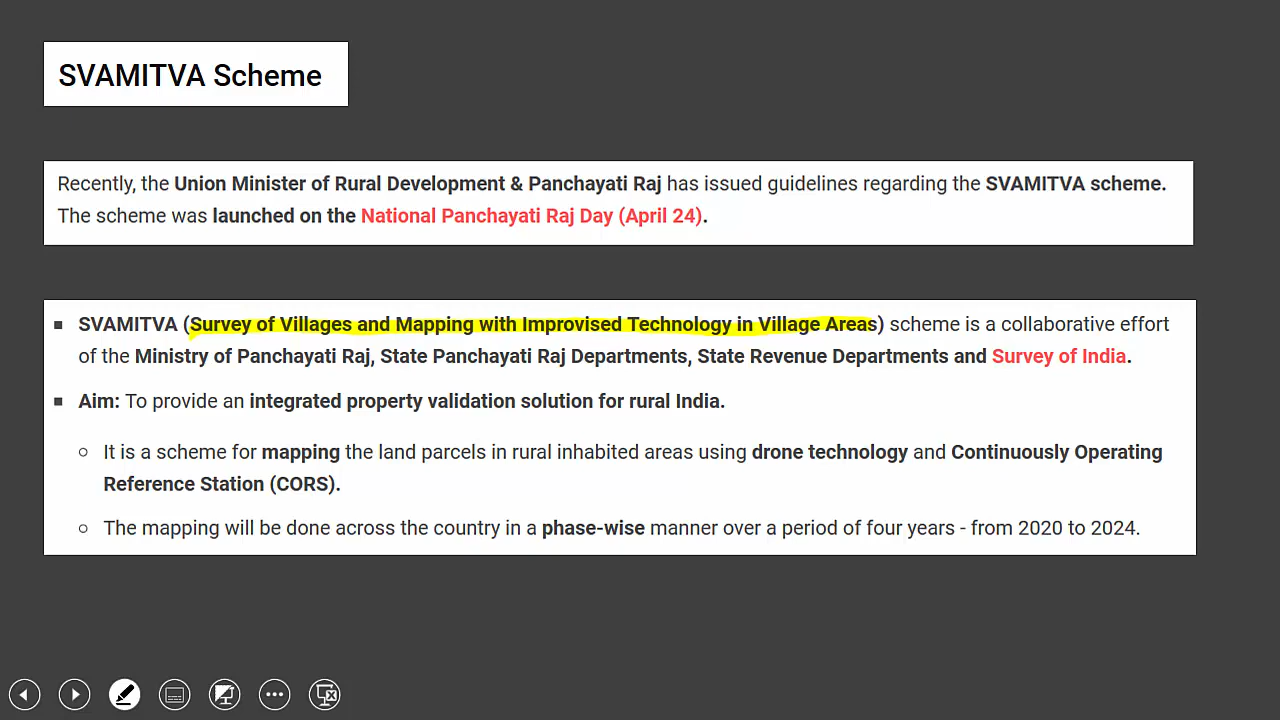 SVAMITVA Scheme
Recently, the Union Minister of Rural Development & Panchayati Raj has issued guidelines regarding the SVAMITVA scheme.
The scheme was launched on the National Panchayati Raj Day (April 24).
SVAMITVA (Survey of Villages and Mapping with Improvised Technology in Village Areas) scheme is a collaborative effort
of the Ministry of Panchayati Raj, State Panchayati Raj Departments, State Revenue Departments and Survey of India.
Aim: To provide an integrated property validation solution for rural India.
It is a scheme for mapping the land parcels in rural inhabited areas using drone technology and Continuously Operating
Reference Station (CORS).
The mapping will be done across the country in a phase-wise manner over a period of four years - from 2020 to 2024.